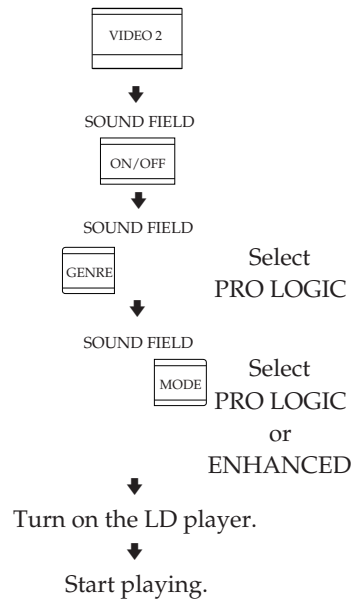 VIDEO 2
SOUND FIELD
ON/OFF
SOUND FIELD
GENRE
Select
PRO LOGIC
SOUND FIELD
MODE
Select
PRO LOGIC
or
ENHANCED
Turn on the LD player.
Start playing.